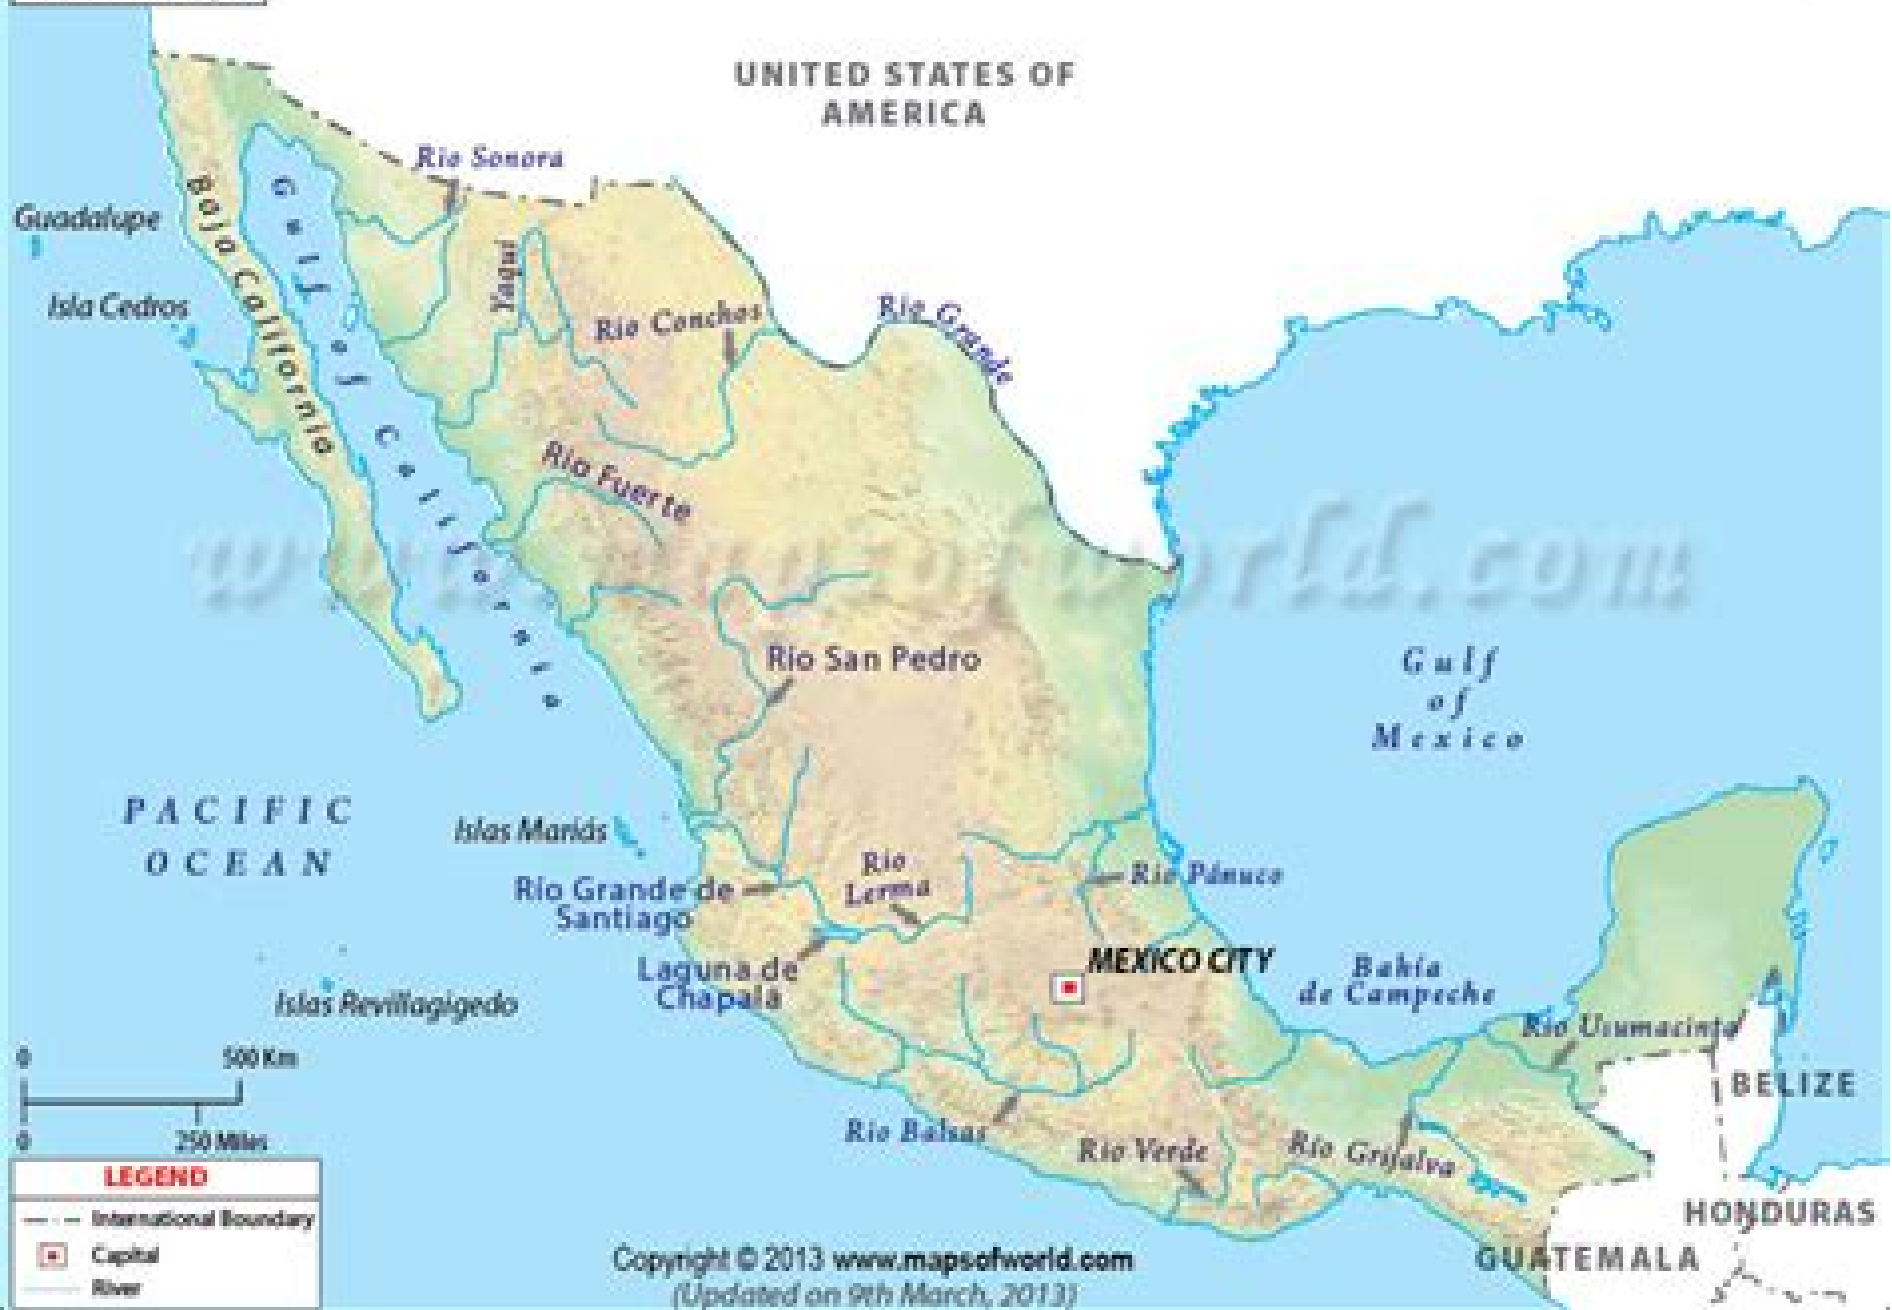 UNITED STATES OF
AMERICA
Rio Sonora
Guadalupe
Baja California
Gulf of California
Isla Cedros
Yaqui
Rio Conchos
Rio Grande
Rio Fuerte
www.mapsofworld.com
Rio San Pedro
Gulf
of
Mexico
PACIFIC
OCEAN
Islas Mariás
Rio Grande de
Santiago
Rio
Lerma
Rio Pánuco
Laguna de
Chapala
MEXICO CITY
Bahía
de Campeche
Islas Revillagigedo
Rio Usumacinta
0 500 Km
0 250 Miles
BELIZE
Rio Balsas
Rio Verde
Rio Grijalva
LEGEND
International Boundary
Capital
River
HONDURAS
GUATEMALA
Copyright © 2013 www.mapsofworld.com
(Updated on 9th March, 2013)